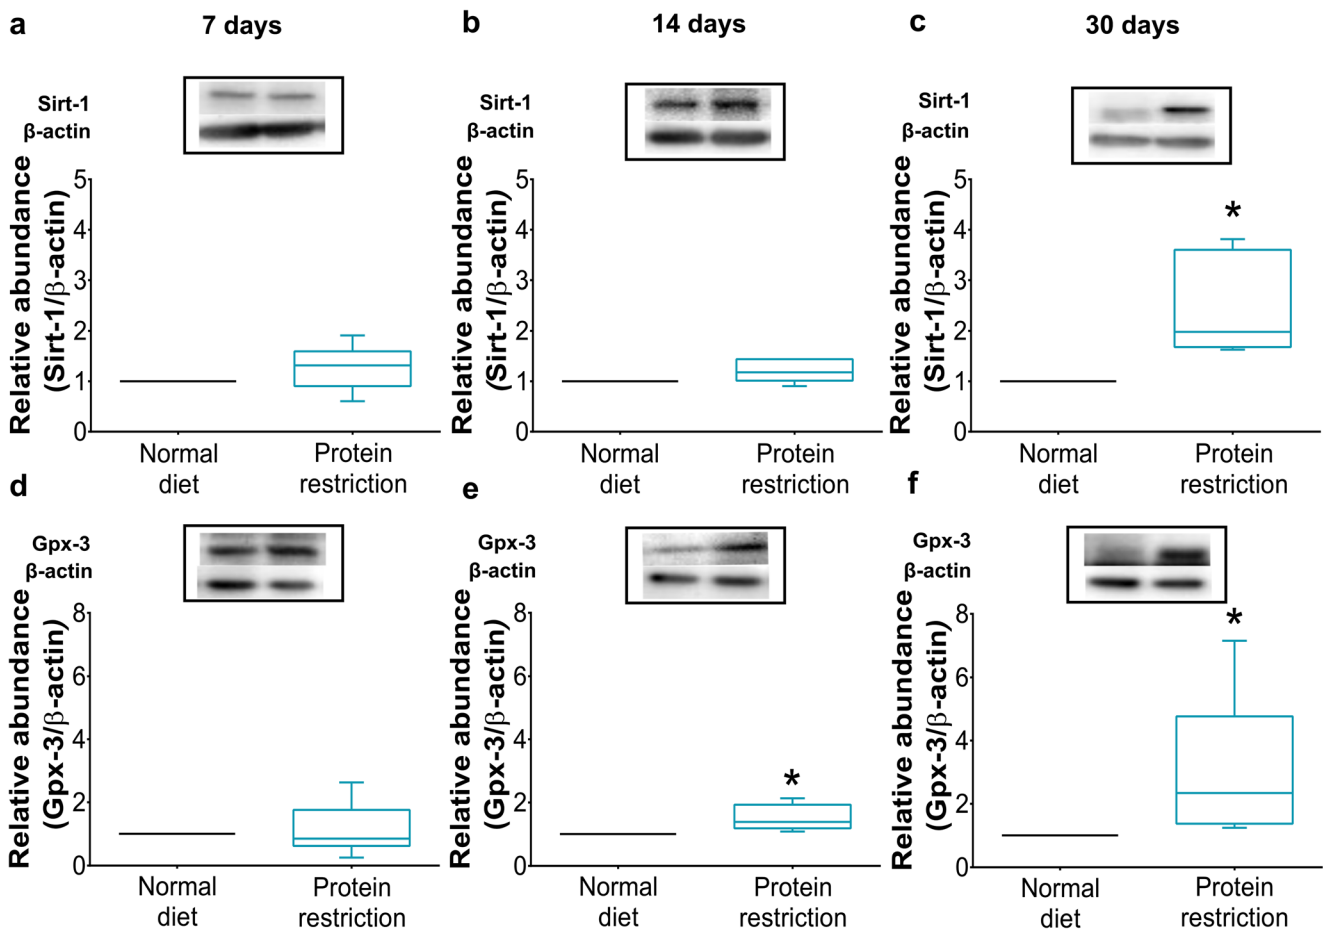 a
7 days
Sirt-1
β-actin
Relative abundance
(Sirt-1/β-actin)
5
4
3
2
1
0
Normal
diet
Protein
restriction
b
14 days
Sirt-1
β-actin
Relative abundance
(Sirt-1/β-actin)
5
4
3
2
1
0
Normal
diet
Protein
restriction
c
30 days
Sirt-1
β-actin
Relative abundance
(Sirt-1/β-actin)
5
4
3
2
1
0
*
Normal
diet
Protein
restriction
d
Gpx-3
β-actin
Relative abundance
(Gpx-3/β-actin)
8
6
4
2
0
Normal
diet
Protein
restriction
e
Gpx-3
β-actin
Relative abundance
(Gpx-3/β-actin)
8
6
4
2
0
*
Normal
diet
Protein
restriction
f
Gpx-3
β-actin
Relative abundance
(Gpx-3/β-actin)
8
6
4
2
0
*
Normal
diet
Protein
restriction